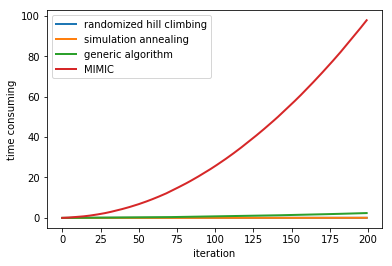 100
80
60
40
20
0
time consuming
randomized hill climbing
simulation annealing
generic algorithm
MIMIC
0 25 50 75 100 125 150 175 200
iteration